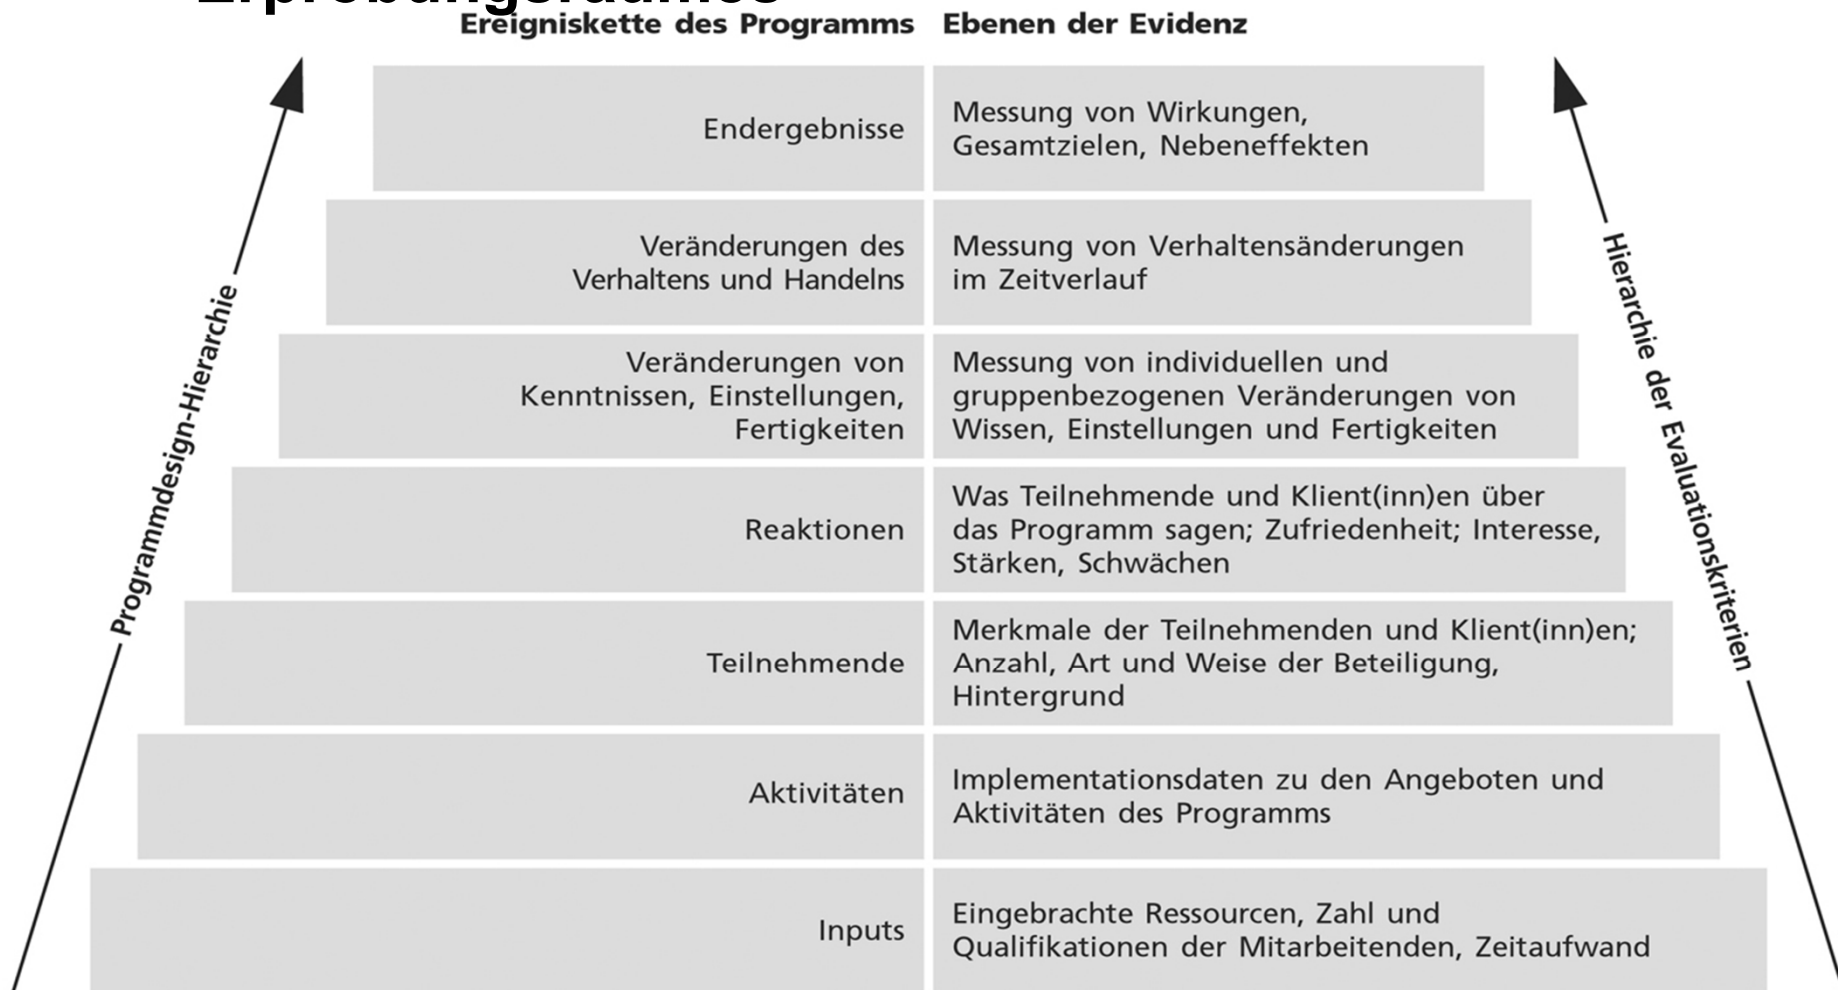 Erprobungsraumes
Ereigniskette des Programms Ebenen der Evidenz
Endergebnisse
Messung von Wirkungen,
Gesamtzielen, Nebeneffekten
Veränderungen des
Verhaltens und Handelns
Messung von Verhaltensänderungen
im Zeitverlauf
Veränderungen von
Kenntnissen, Einstellungen,
Fertigkeiten
Messung von individuellen und
gruppenbezogenen Veränderungen von
Wissen, Einstellungen und Fertigkeiten
Reaktionen
Was Teilnehmende und Klient(inn)en über
das Programm sagen; Zufriedenheit; Interesse,
Stärken, Schwächen
Teilnehmende
Merkmale der Teilnehmenden und Klient(inn)en;
Anzahl, Art und Weise der Beteiligung,
Hintergrund
Aktivitäten
Implementationsdaten zu den Angeboten und
Aktivitäten des Programms
Inputs
Eingebrachte Ressourcen, Zahl und
Qualifikationen der Mitarbeitenden, Zeitaufwand
Programmdesign-Hierarchie
Hierarchie der Evaluationskriterien